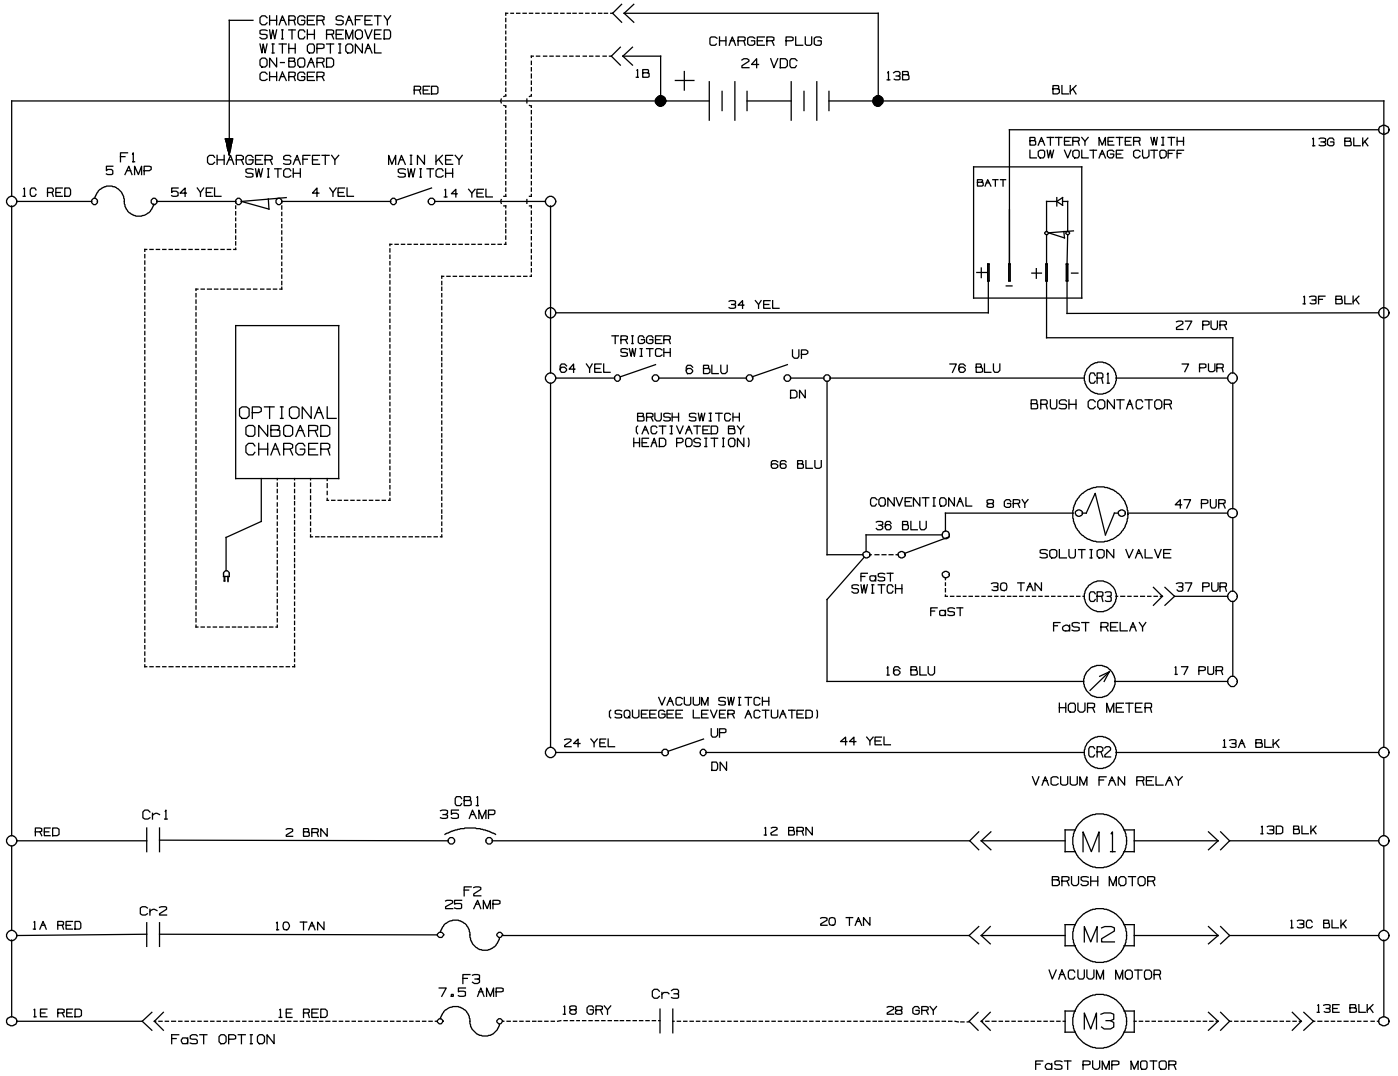 CHARGER SAFETY
SWITCH REMOVED
WITH OPTIONAL
ON-BOARD
CHARGER
CHARGER PLUG
24 VDC
1B
+
13B
RED
BLK
13G BLK
BATTERY METER WITH
LOW VOLTAGE CUTOFF
F1
5 AMP
CHARGER SAFETY
SWITCH
MAIN KEY
SWITCH
BATT
1C RED
54 YEL
4 YEL
14 YEL
+
-
+
-
34 YEL
13F BLK
27 PUR
TRIGGER
SWITCH
UP
64 YEL
6 BLU
76 BLU
CR1
7 PUR
DN
BRUSH CONTACTOR
BRUSH SWITCH
(ACTIVATED BY
HEAD POSITION)
OPTIONAL
ONBOARD
CHARGER
66 BLU
CONVENTIONAL
8 GRY
47 PUR
36 BLU
SOLUTION VALVE
FaST
SWITCH
30 TAN
CR3
37 PUR
FaST
FaST RELAY
16 BLU
17 PUR
HOUR METER
VACUUM SWITCH
(SQUEEGEE LEVER ACTUATED)
UP
24 YEL
44 YEL
CR2
13A BLK
DN
VACUUM FAN RELAY
CB1
35 AMP
Cr1
RED
2 BRN
12 BRN
M1
13D BLK
BRUSH MOTOR
F2
25 AMP
Cr2
1A RED
10 TAN
20 TAN
M2
13C BLK
VACUUM MOTOR
F3
7.5 AMP
Cr3
1E RED
1E RED
18 GRY
28 GRY
M3
13E BLK
FaST OPTION
FaST PUMP MOTOR